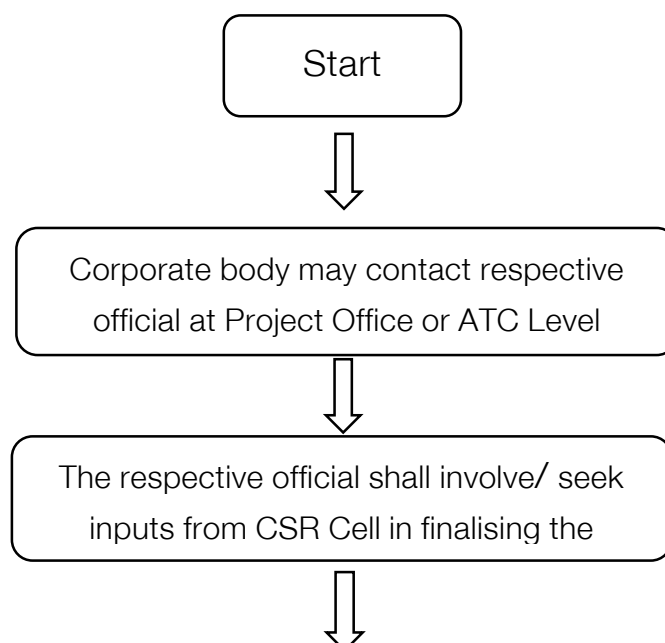 Start
Corporate body may contact respective
official at Project Office or ATC Level
The respective official shall involve/ seek
inputs from CSR Cell in finalising the